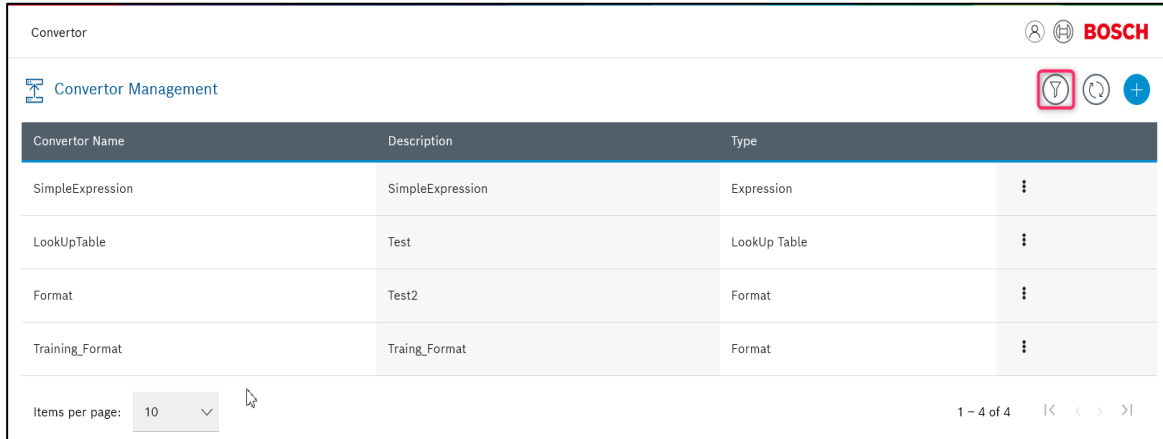 Convertor
BOSCH
Convertor Management
Convertor Name Description Type
SimpleExpression SimpleExpression Expression
LookUpTable Test LookUp Table
Format Test2 Format
Training_Format Traing_Format Format
Items per page: 10 1 – 4 of 4